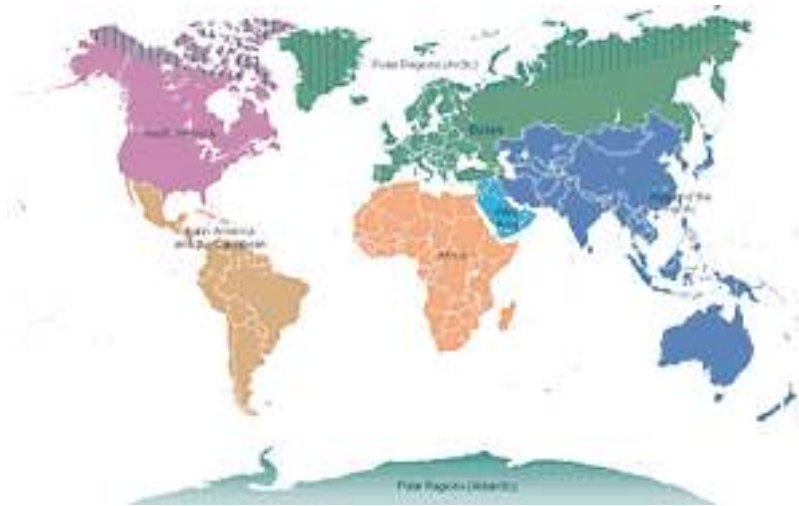 Polar Regions (Arctic)
North America
Europe
Latin America
and the Caribbean
Africa
Polar Regions (Antarctic)